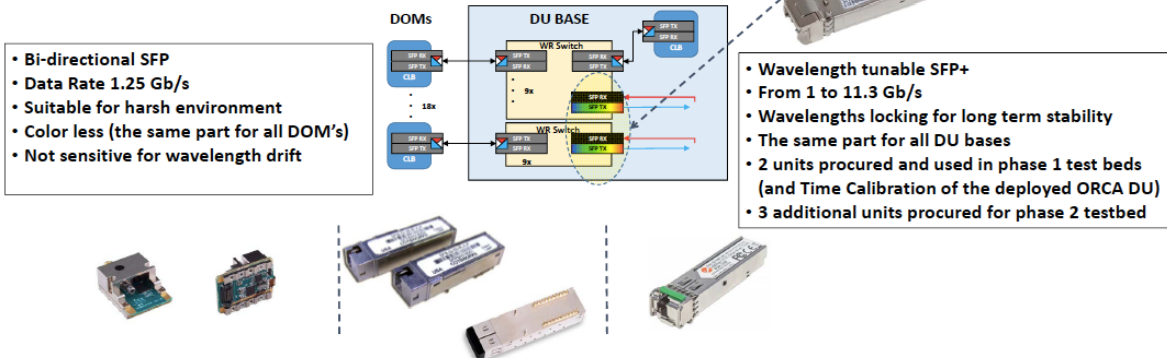 DOMs
DU BASE
• Bi-directional SFP
• Data Rate 1.25 Gb/s
• Suitable for harsh environment
• Color less (the same part for all DOM’s)
• Not sensitive for wavelength drift
SFP RX
SFP TX
CLB
18x
SFP RX
SFP TX
CLB
WR Switch
SFP TX
SFP RX
9x
SFP RX
SFP TX
SFP RX
SFP TX
WR Switch
SFP TX
SFP RX
SFP RX
SFP TX
9x
SFP TX
SFP RX
CLB
• Wavelength tunable SFP+
• From 1 to 11.3 Gb/s
• Wavelengths locking for long term stability
• The same part for all DU bases
• 2 units procured and used in phase 1 test beds
(and Time Calibration of the deployed ORCA DU)
• 3 additional units procured for phase 2 testbed